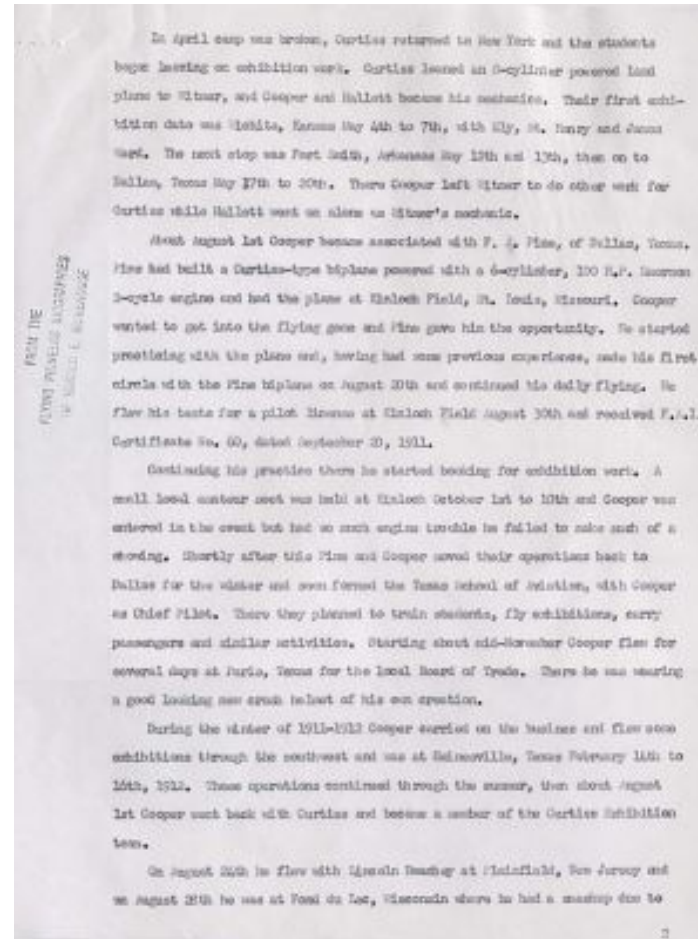 In April camp was broken, Curtiss returned to New York and the students
began leaving on exhibition work. Curtiss loaned an 8-cylinder powered land
plane to Witmer, and Cooper and Hallett became his mechanics. Their first exhi-
bition date was Wichita, Kansas May 4th to 7th, with Ely, St. Henry and James
Ward. The next stop was Fort Smith, Arkansas May 12th and 13th, then on to
Dallas, Texas May 17th to 20th. There Cooper left Witmer to do other work for
Curtiss while Hallett went on alone as Witmer's mechanic.
About August 1st Cooper became associated with F. A. Pine, of Dallas, Texas.
Pine had built a Curtiss-type biplane powered with a 6-cylinder, 100 H.P. Emerson
2-cycle engine and had the plane at Kinloch Field, St. Louis, Missouri. Cooper
wanted to get into the flying game and Pine gave him the opportunity. He started
practicing with the plane and, having had some previous experience, made his first
circle with the Pine biplane on August 20th and continued his daily flying. He
flew his tests for a pilot license at Kinloch Field August 30th and received F.A.I.
Certificate No. 60, dated September 20, 1911.
Continuing his practice there he started booking for exhibition work. A
small local amateur meet was held at Kinloch October 1st to 10th and Cooper was
entered in the event but had so much engine trouble he failed to make much of a
showing. Shortly after this Pine and Cooper moved their operations back to
Dallas for the winter and soon formed the Texas School of Aviation, with Cooper
as Chief Pilot. There they planned to train students, fly exhibitions, carry
passengers and similar activities. Starting about mid-November Cooper flew for
several days at Paris, Texas for the local Board of Trade. There he was wearing
a good looking new crash helmet of his own creation.
During the winter of 1911-1912 Cooper carried on the business and flew some
exhibitions through the southwest and was at Gainesville, Texas February 14th to
16th, 1912. These operations continued through the summer, then about August
1st Cooper went back with Curtiss and became a member of the Curtiss Exhibition
team.
On August 24th he flew with Lincoln Beachey at Plainfield, New Jersey and
on August 28th he was at Fond du Lac, Wisconsin where he had a smashup due to
2
FROM THE
FLYING PIONEERS BIOGRAPHIES
OF HAROLD E. MOREHOUSE